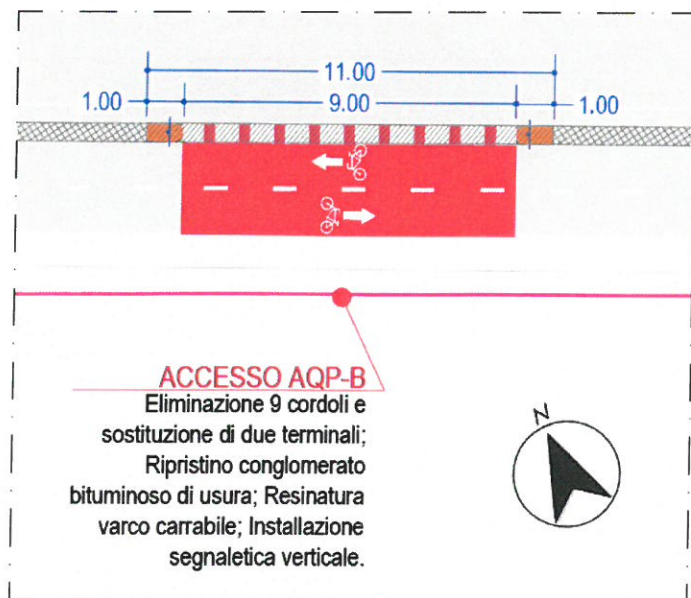 11.00
1.00 9.00 1.00
ACCESSO AQP-B
Eliminazione 9 cordoli e
sostituzione di due terminali;
Ripristino conglomerato
bituminoso di usura; Resinatura
varco carrabile; Installazione
segnaletica verticale.
N